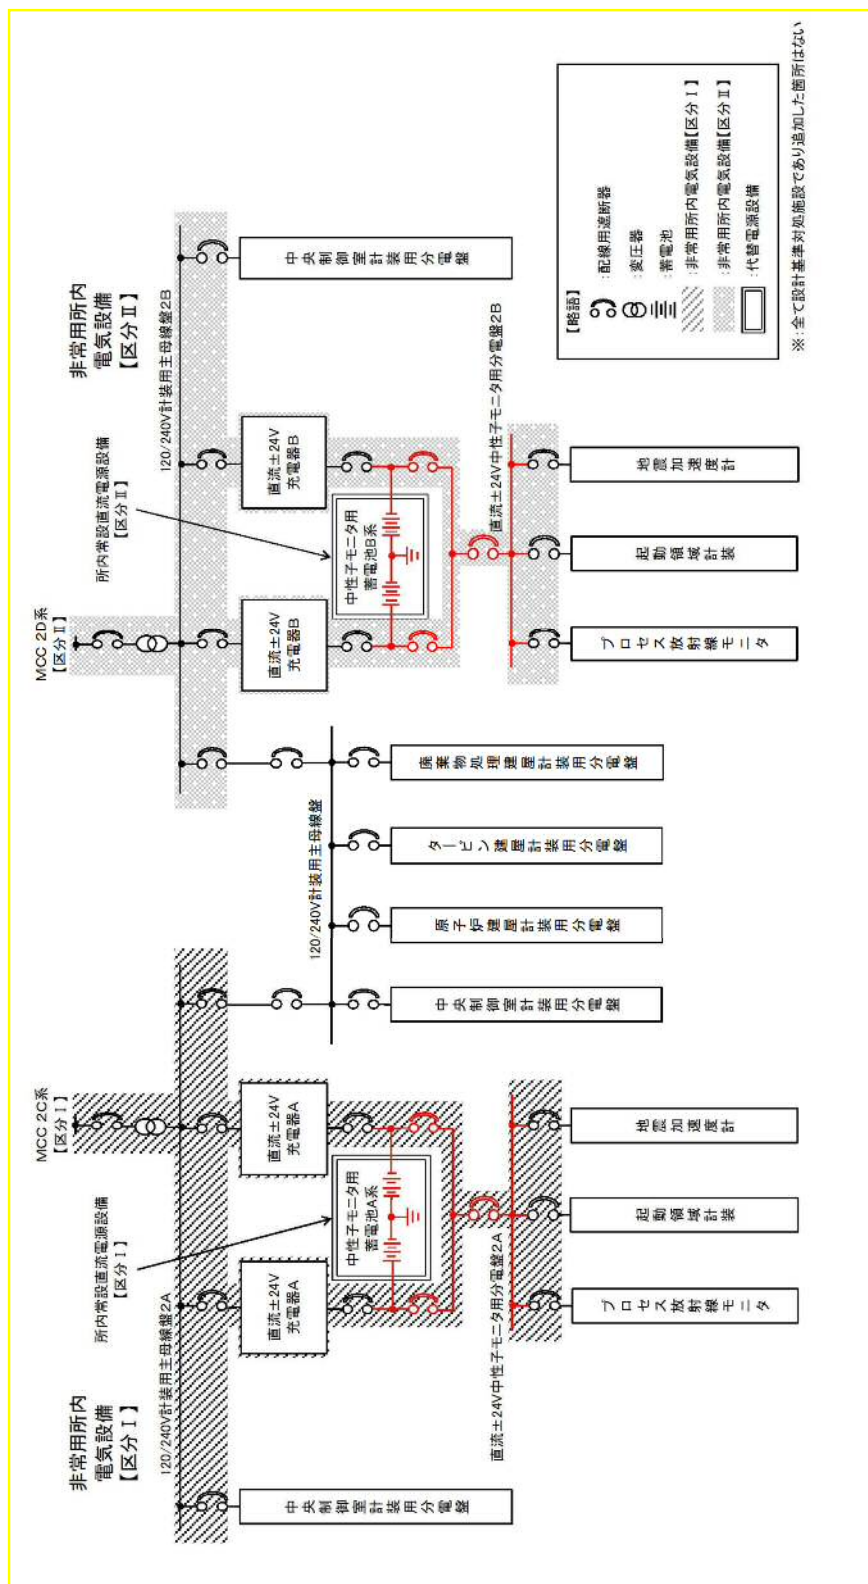 非常用所内
電気設備
【区分Ⅰ】
120/240V計装用主母線盤2A
所内常設直流電源設備
【区分Ⅰ】
MCC 2C系
【区分Ⅰ】
中央制御室計装用分電盤
直流±24V
充電器A
直流±24V
充電器A
中性子モニタ用
蓄電池A系
直流±24V中性子モニタ用分電盤2A
プロセス放射線モニタ
起動領域計装
地震加速度計
120/240V計装用主母線盤
中央制御室計装用分電盤
原子炉建屋計装用分電盤
タービン建屋計装用分電盤
廃棄物処理建屋計装用分電盤
MCC 2D系
【区分Ⅱ】
所内常設直流電源設備
【区分Ⅱ】
非常用所内
電気設備
【区分Ⅱ】
120/240V計装用主母線盤2B
直流±24V
充電器B
直流±24V
充電器B
中性子モニタ用
蓄電池B系
中央制御室計装用分電盤
直流±24V中性子モニタ用分電盤2B
プロセス放射線モニタ
起動領域計装
地震加速度計
【略語】
:配線用遮断器
:変圧器
:蓄電池
:非常用所内電気設備[区分Ⅰ]
:非常用所内電気設備[区分Ⅱ]
:代替電源設備
※:全て設計基準対処施設であり追加した箇所はない